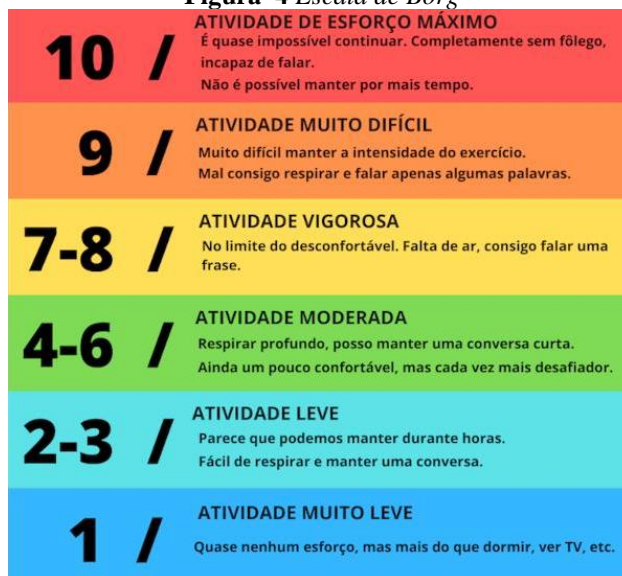 Figura 4 Escala de Borg
10 / ATIVIDADE DE ESFORÇO MÁXIMO
É quase impossível continuar. Completamente sem fôlego,
incapaz de falar.
Não é possível manter por mais tempo.
9 / ATIVIDADE MUITO DIFÍCIL
Muito difícil manter a intensidade do exercício.
Mal consigo respirar e falar apenas algumas palavras.
7-8 / ATIVIDADE VIGOROSA
No limite do desconfortável. Falta de ar, consigo falar uma
frase.
4-6 / ATIVIDADE MODERADA
Respirar profundo, posso manter uma conversa curta.
Ainda um pouco confortável, mas cada vez mais desafiador.
2-3 / ATIVIDADE LEVE
Parece que podemos manter durante horas.
Fácil de respirar e manter uma conversa.
1 / ATIVIDADE MUITO LEVE
Quase nenhum esforço, mas mais do que dormir, ver TV, etc.